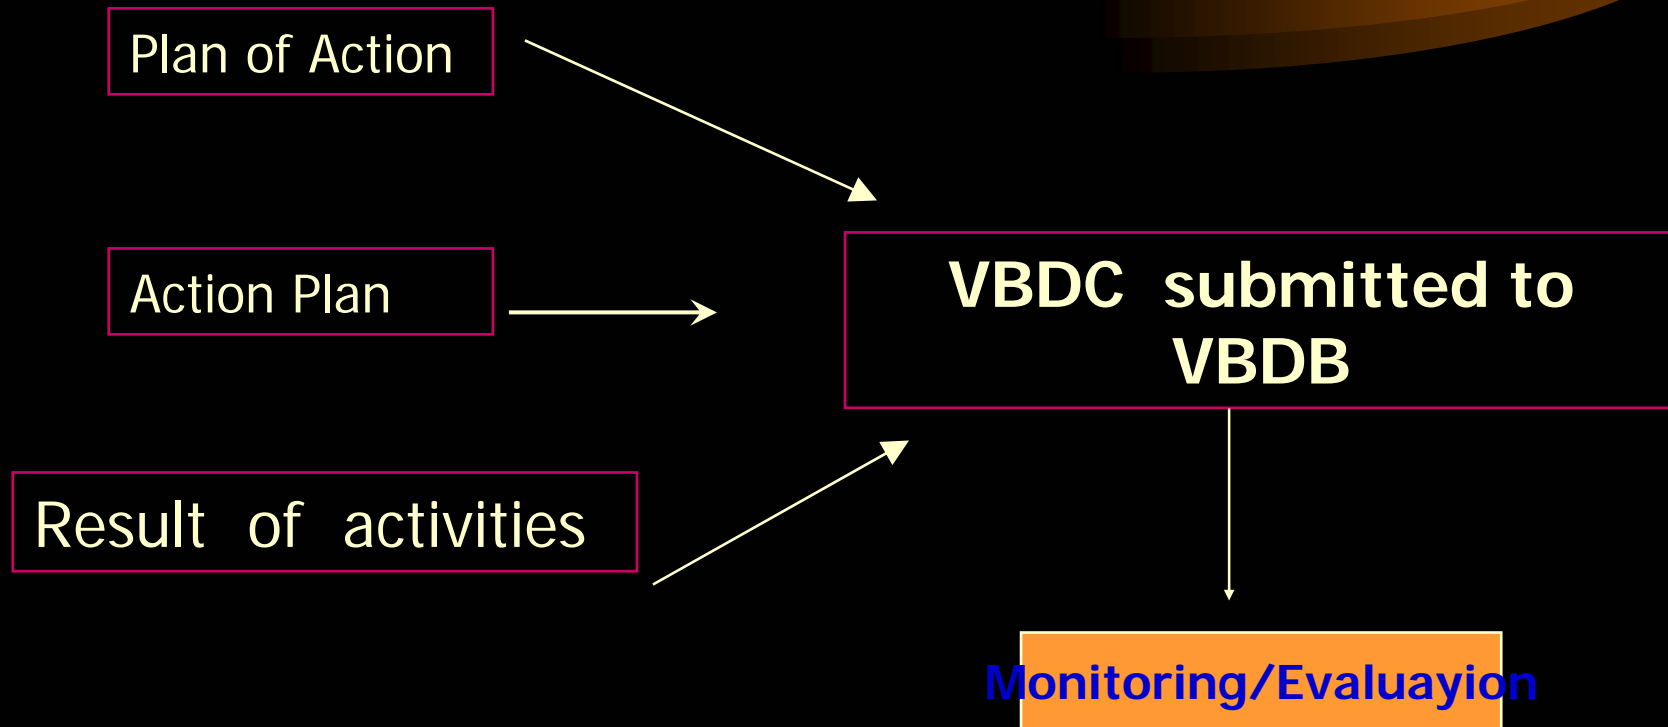 Plan of Action
Action Plan
VBDC submitted to
VBDB
Result of activities
Monitoring/Evaluayion